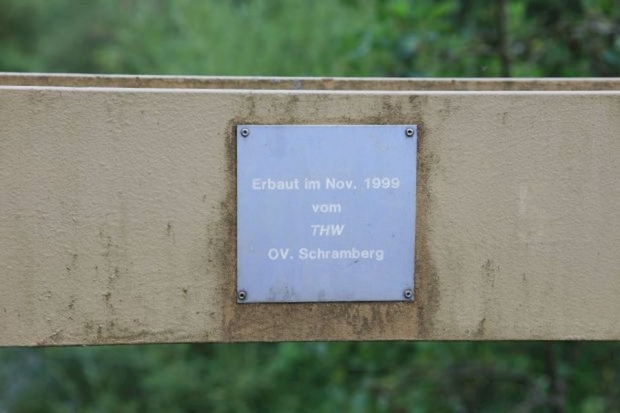 Erbaut im Nov. 1999
vom
THW
OV. Schramberg